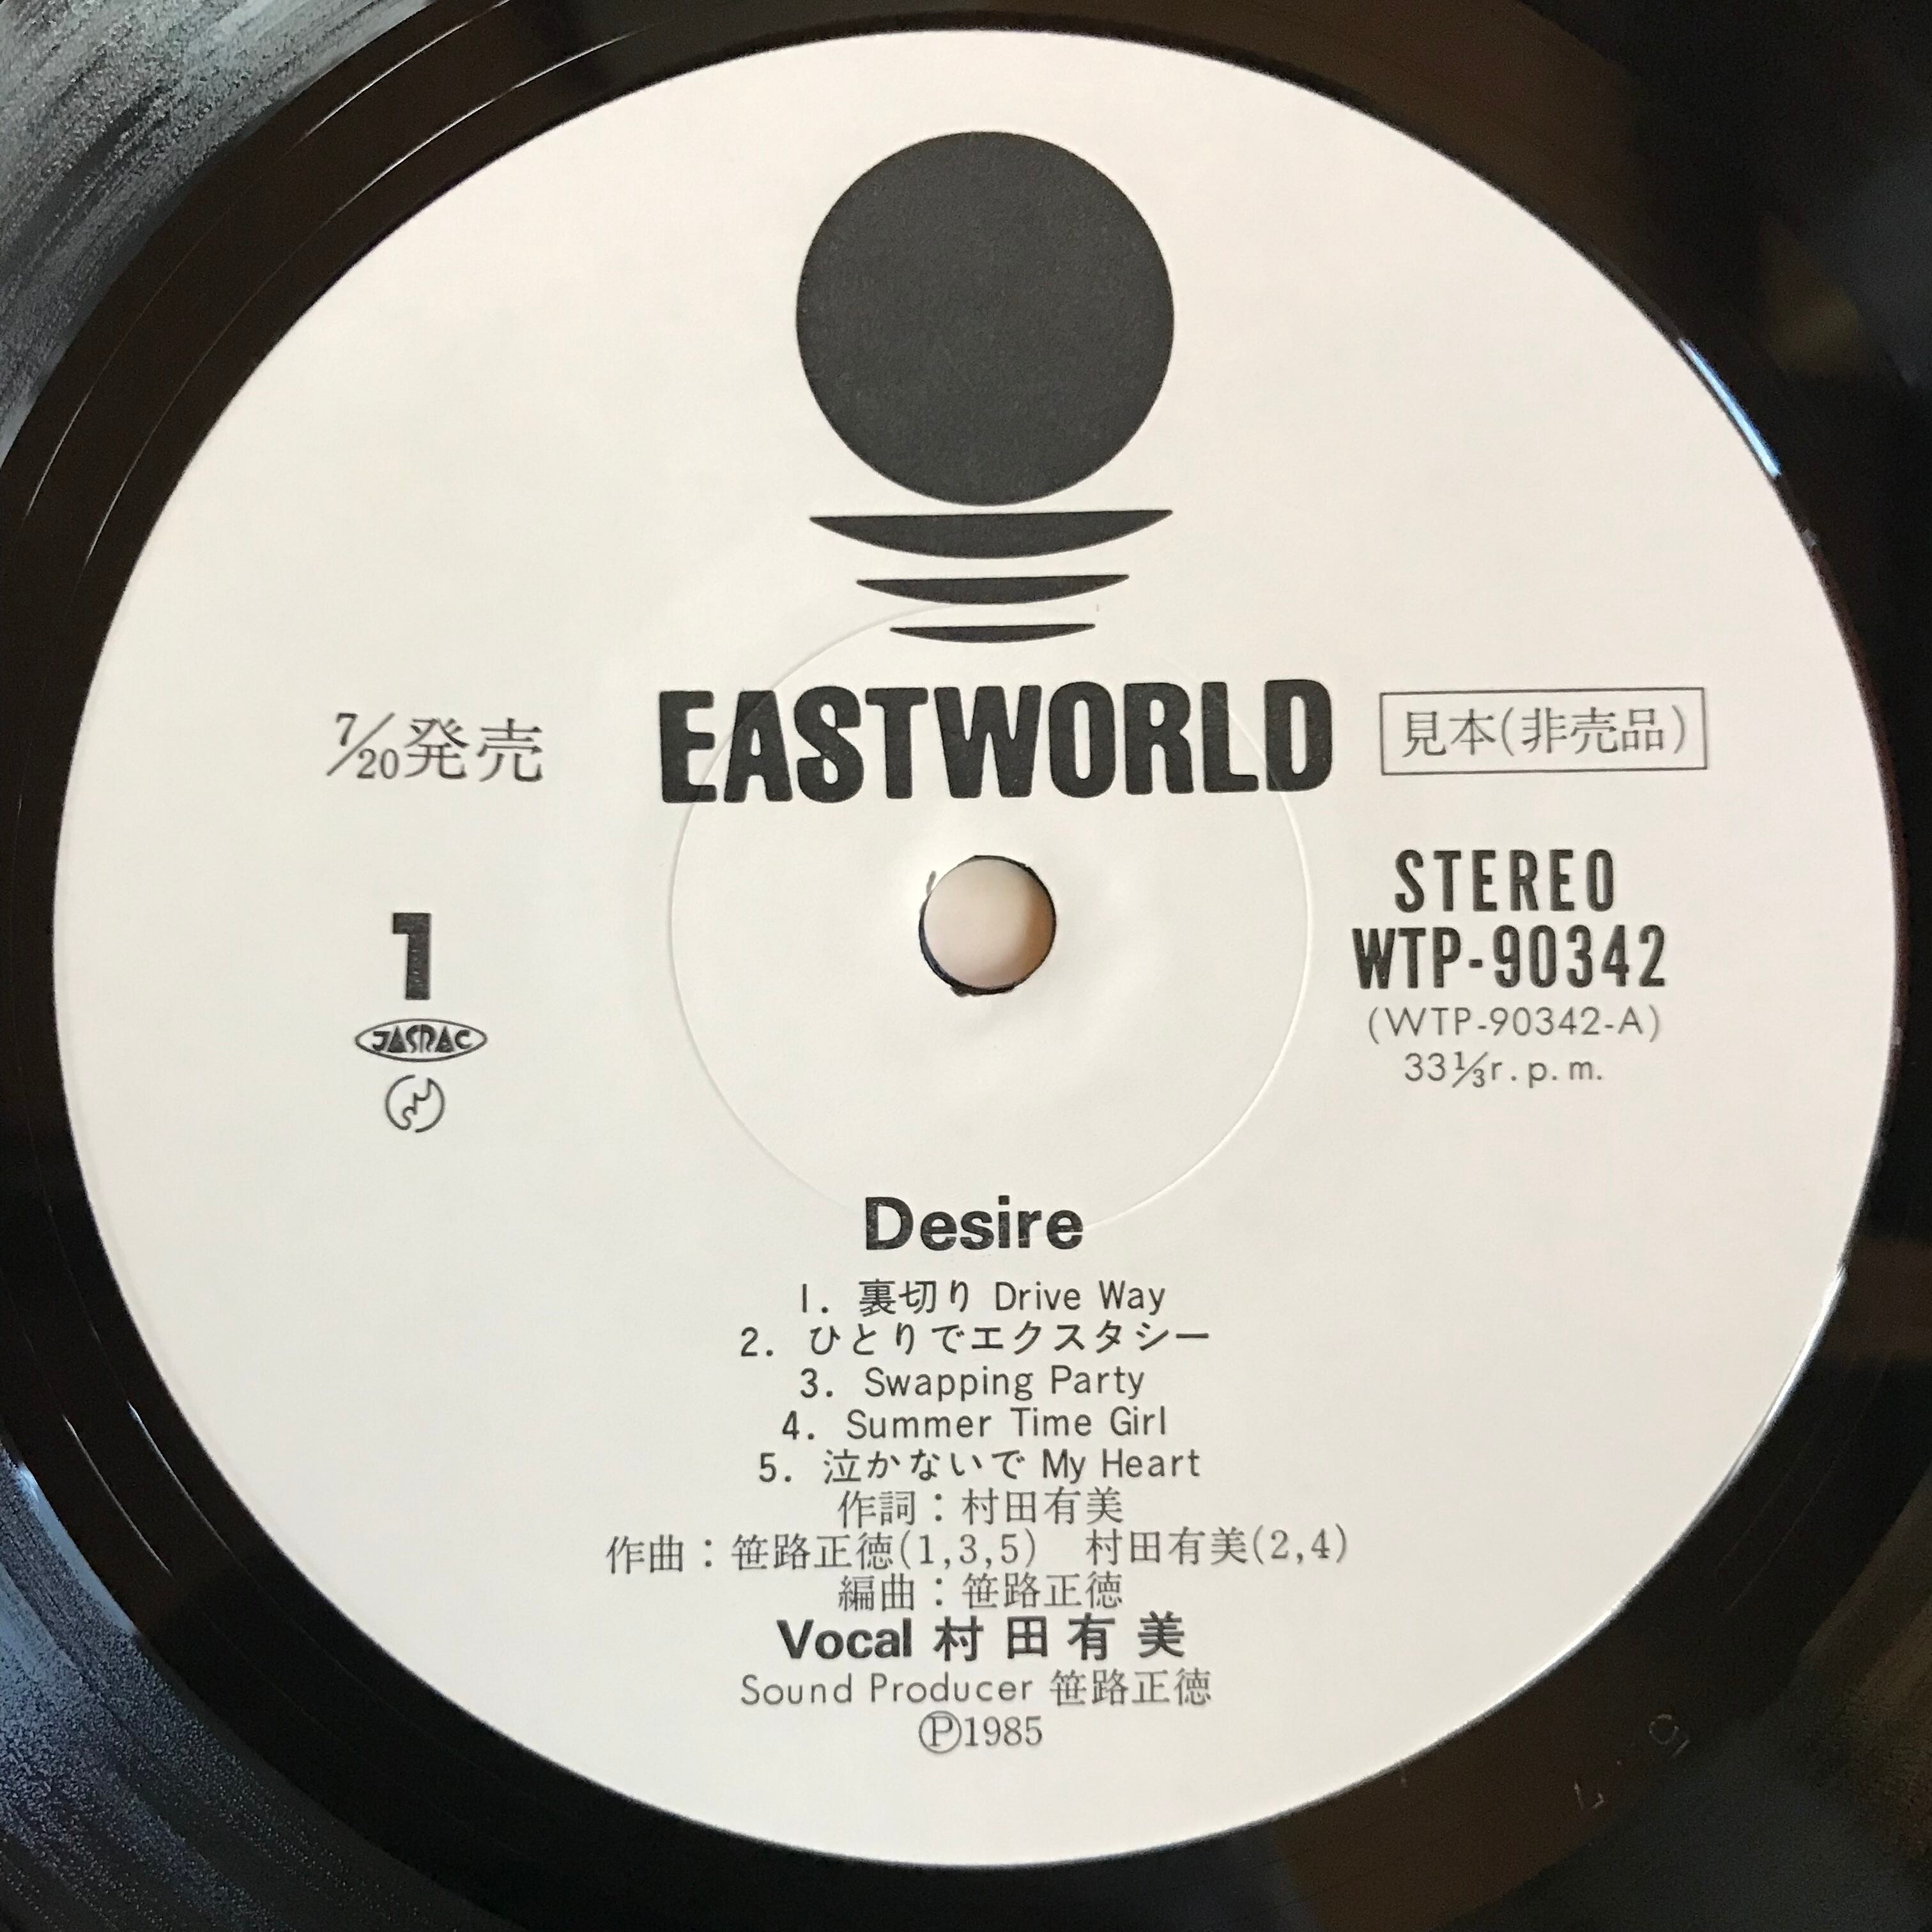 EASTWORLD
7/20発売
見本(非売品)
1
JASRAC
STEREO
WTP-90342
(WTP-90342-A)
33⅓r.p.m.
Desire
1. 裏切り Drive Way
2. ひとりでエクスタシー
3. Swapping Party
4. Summer Time Girl
5. 泣かないで My Heart
作詞：村田有美
作曲：笹路正徳(1,3,5) 村田有美(2,4)
編曲：笹路正徳
Vocal 村田有美
Sound Producer 笹路正徳
Ⓟ1985